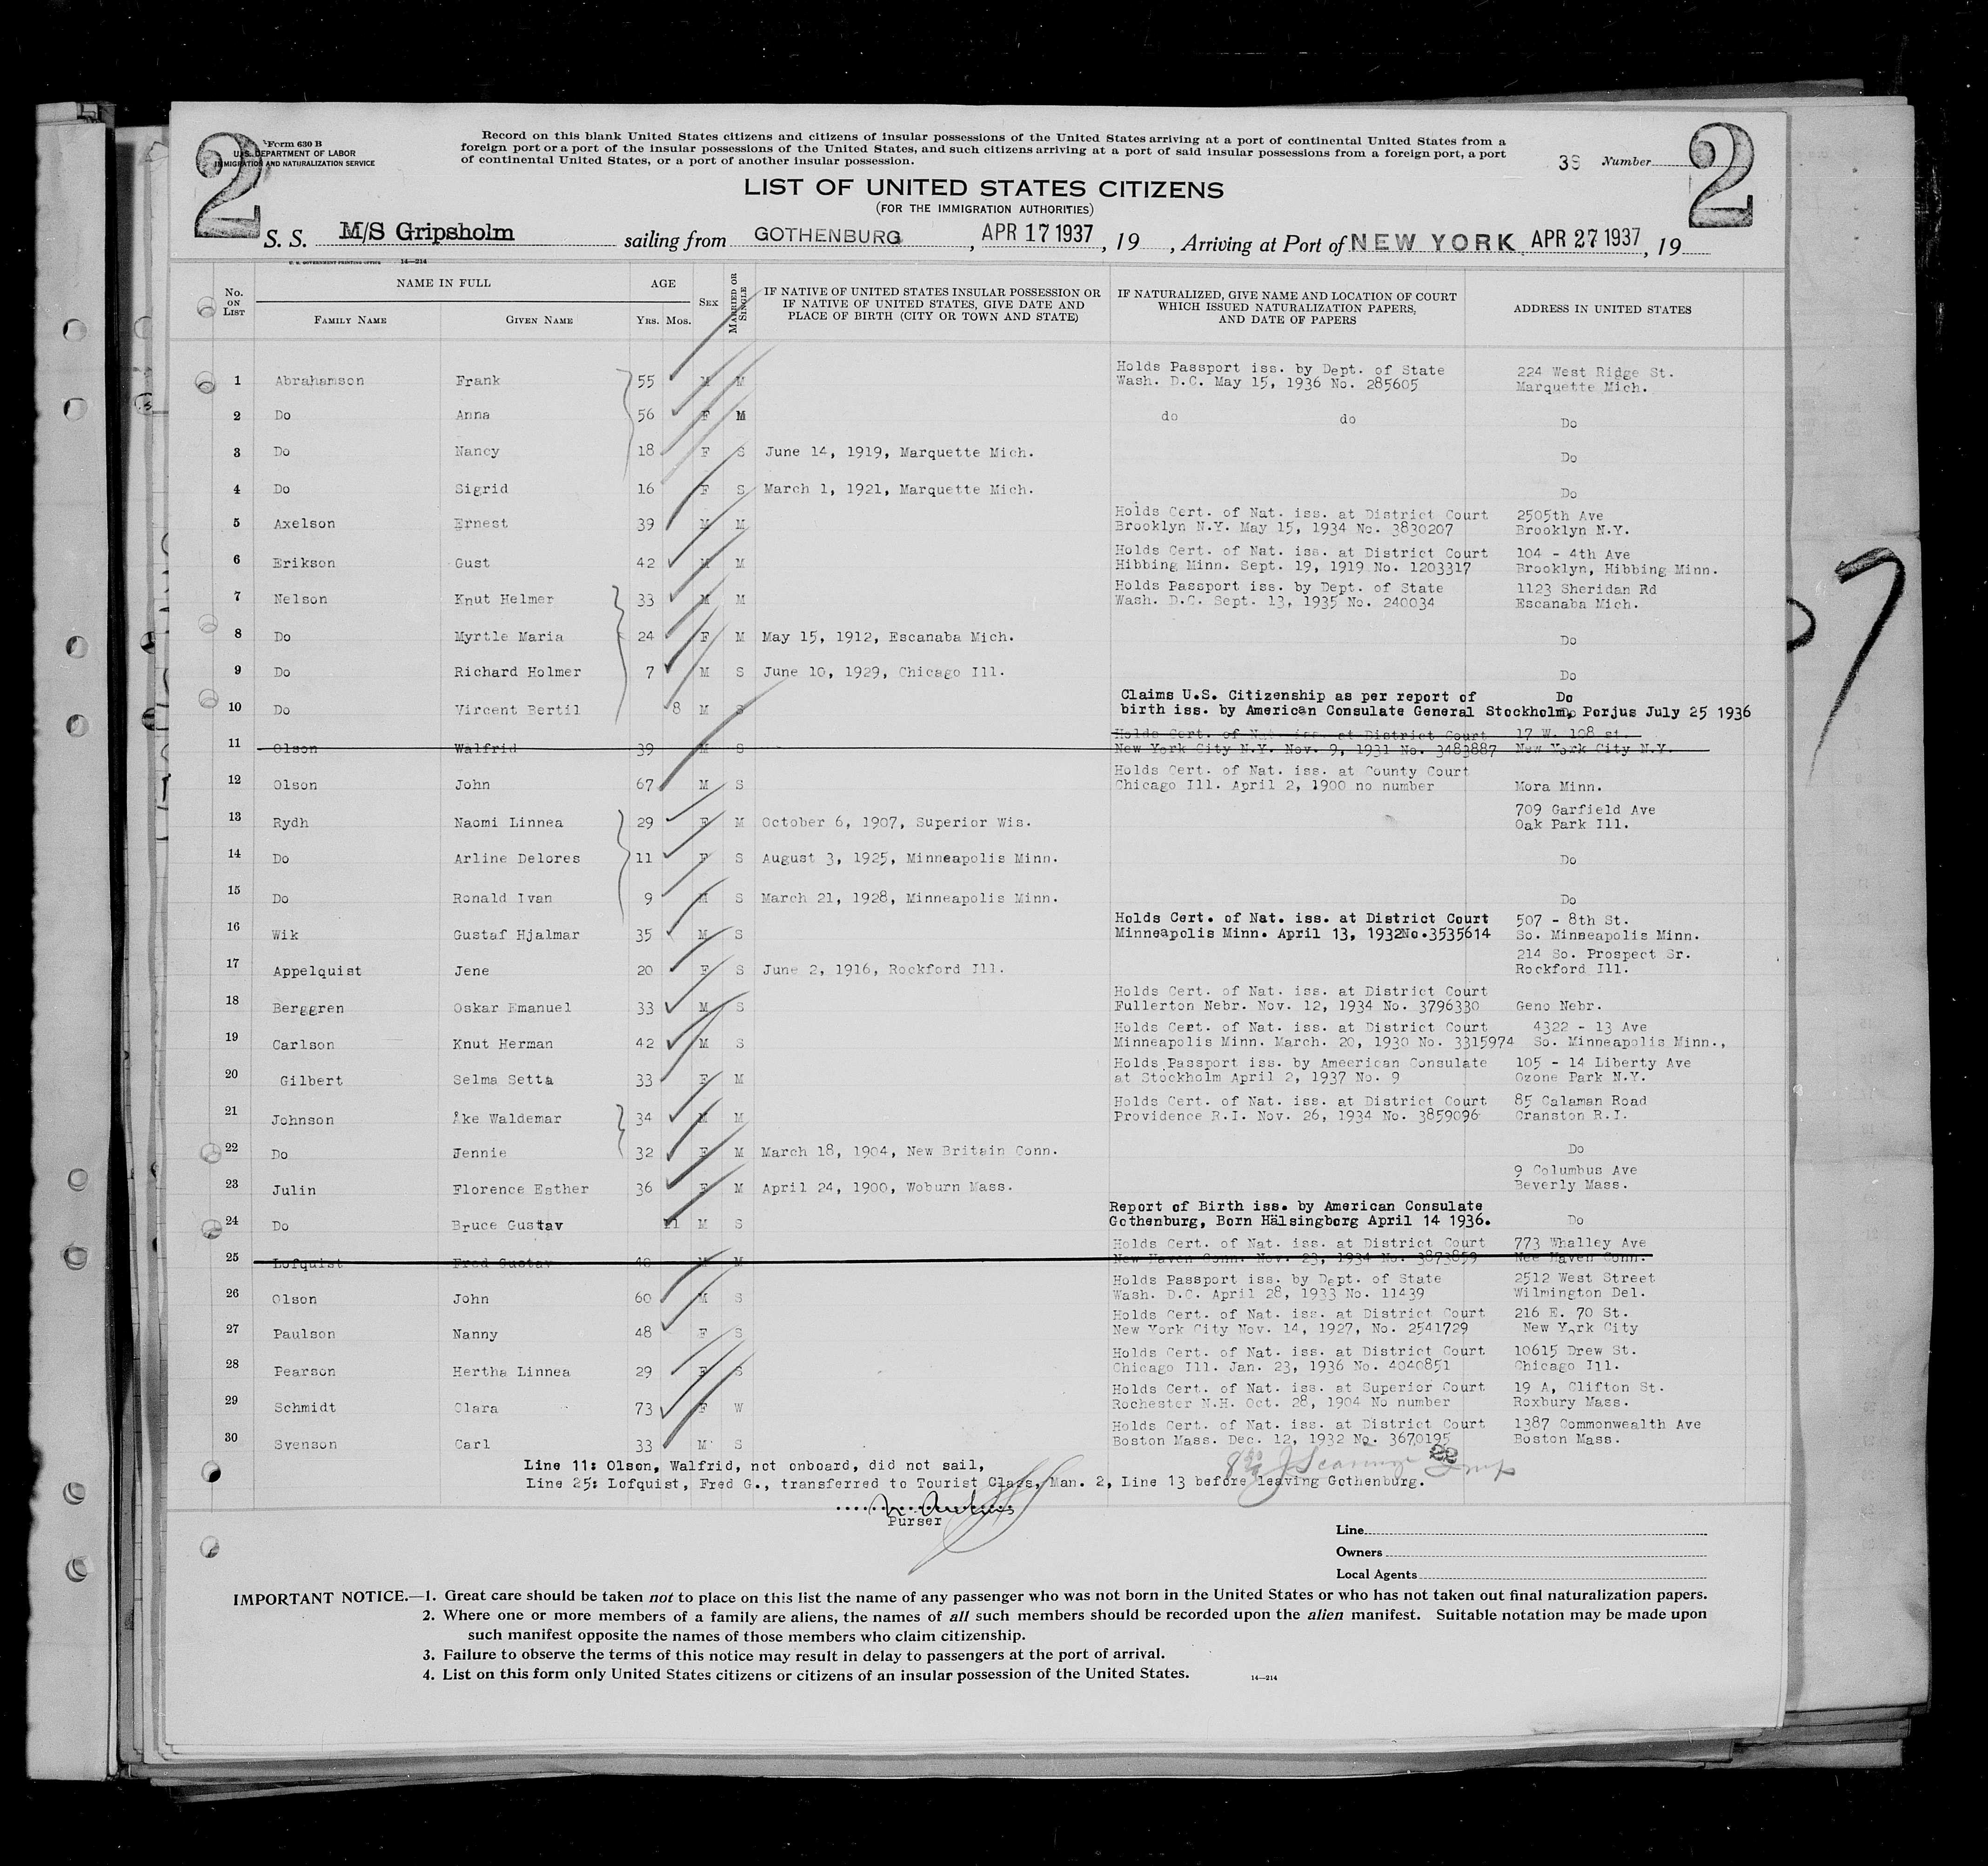 2 Form 630 B
U. S. DEPARTMENT OF LABOR
IMMIGRATION AND NATURALIZATION SERVICE
Record on this blank United States citizens and citizens of insular possessions of the United States arriving at a port of continental United States from a
foreign port or a port of the insular possessions of the United States, and such citizens arriving at a port of said insular possessions from a foreign port, a port
of continental United States, or a port of another insular possession.
Number 2
LIST OF UNITED STATES CITIZENS
(FOR THE IMMIGRATION AUTHORITIES)
S. S. M/S Gripsholm sailing from GOTHENBURG, APR 17 1937, 19 , Arriving at Port of NEW YORK APR 27 1937, 19
U. S. GOVERNMENT PRINTING OFFICE 14—214
No. ON LIST
NAME IN FULL
FAMILY NAME GIVEN NAME
AGE
YRS. MOS.
SEX
MARRIED OR SINGLE
IF NATIVE OF UNITED STATES INSULAR POSSESSION OR
IF NATIVE OF UNITED STATES, GIVE DATE AND
PLACE OF BIRTH (CITY OR TOWN AND STATE)
IF NATURALIZED, GIVE NAME AND LOCATION OF COURT
WHICH ISSUED NATURALIZATION PAPERS,
AND DATE OF PAPERS
ADDRESS IN UNITED STATES
Holds Passport iss. by Dept. of State 224 West Ridge St.
1 Abrahamson Frank 55 M M Wash. D.C. May 15, 1936 No. 285605 Marquette Mich.
2 Do Anna 56 F M do do Do
3 Do Nancy 18 F S June 14, 1919, Marquette Mich. Do
4 Do Sigrid 16 F S March 1, 1921, Marquette Mich. Do
Holds Cert. of Nat. iss. at District Court 2505th Ave
5 Axelson Ernest 39 M M Brooklyn N.Y. May 15, 1934 No. 3830207 Brooklyn N.Y.
Holds Cert. of Nat. iss. at District Court 104 - 4th Ave
6 Erikson Gust 42 M M Hibbing Minn. Sept. 19, 1919 No. 1203317 Brooklyn, Hibbing Minn.
Holds Passport iss. by Dept. of State 1123 Sheridan Rd
7 Nelson Knut Helmer 33 M M Wash. D.C. Sept. 13, 1935 No. 240034 Escanaba Mich.
8 Do Myrtle Maria 24 F M May 15, 1912, Escanaba Mich. Do
9 Do Richard Holmer 7 M S June 10, 1929, Chicago Ill. Do
Claims U.S. Citizenship as per report of Do
10 Do Vircent Bertil 8 M S birth iss. by American Consulate General Stockholm, Porjus July 25 1936
Holds Cert. of Nat. iss. at District Court 17 W. 108 st.
11 Olson Walfrid 39 M S New York City N.Y. Nov. 9, 1931 No. 3483887 New York City N.Y.
Holds Cert. of Nat. iss. at County Court
12 Olson John 67 M S Chicago Ill. April 2, 1900 no number Mora Minn.
709 Garfield Ave
13 Rydh Naomi Linnea 29 F M October 6, 1907, Superior Wis. Oak Park Ill.
14 Do Arline Delores 11 F S August 3, 1925, Minneapolis Minn. Do
15 Do Ronald Ivan 9 M S March 21, 1928, Minneapolis Minn. Do
Holds Cert. of Nat. iss. at District Court 507 - 8th St.
16 Wik Gustaf Hjalmar 35 M S Minneapolis Minn. April 13, 1932No.3535614 So. Minneapolis Minn.
214 So. Prospect Sr.
17 Appelquist Jene 20 F S June 2, 1916, Rockford Ill. Rockford Ill.
Holds Cert. of Nat. iss. at District Court
18 Berggren Oskar Emanuel 33 M S Fullerton Nebr. Nov. 12, 1934 No. 3796330 Geno Nebr.
Holds Cert. of Nat. iss. at District Court 4322 - 13 Ave
19 Carlson Knut Herman 42 M S Minneapolis Minn. March. 20, 1930 No. 3315974 So. Minneapolis Minn.,
Holds Passport iss. by Ameerican Consulate 105 - 14 Liberty Ave
20 Gilbert Selma Setta 33 F M at Stockholm April 2, 1937 No. 9 Ozone Park N.Y.
Holds Cert. of Nat. iss. at District Court 85 Calaman Road
21 Johnson Åke Waldemar 34 M M Providence R.I. Nov. 26, 1934 No. 3859096 Cranston R.I.
22 Do Jennie 32 F M March 18, 1904, New Britain Conn. Do
9 Columbus Ave
23 Julin Florence Esther 36 F M April 24, 1900, Woburn Mass. Beverly Mass.
Report of Birth iss. by American Consulate
24 Do Bruce Gustav 11 M S Gothenburg, Born Hälsingborg April 14 1936. Do
Holds Cert. of Nat. iss. at District Court 773 Whalley Ave
25 Lofquist Fred Gustav 40 M M New Haven Conn. Nov. 23, 1934 No. 3873859 Nee Haven Conn.
Holds Passport iss. by Dept. of State 2512 West Street
26 Olson John 60 M S Wash. D.C. April 28, 1933 No. 11439 Wilmington Del.
Holds Cert. of Nat. iss. at District Court 216 E. 70 St.
27 Paulson Nanny 48 F S New York City Nov. 14, 1927, No. 2541729 New York City
Holds Cert. of Nat. iss. at District Court 10615 Drew St.
28 Pearson Hertha Linnea 29 F S Chicago Ill. Jan. 23, 1936 No. 4040851 Chicago Ill.
Holds Cert. of Nat. iss. at Superior Court 19 A, Clifton St.
29 Schmidt Clara 73 F W Rochester N.H. Oct. 28, 1904 No number Roxbury Mass.
Holds Cert. of Nat. iss. at District Court 1387 Commonwealth Ave
30 Svenson Carl 33 M S Boston Mass. Dec. 12, 1932 No. 3670195 Boston Mass.
Line 11: Olson, Walfrid, not onboard, did not sail,
Line 25: Lofquist, Fred G., transferred to Tourist Class, Man. 2, Line 13 before leaving Gothenburg.
Purser
Line
Owners
Local Agents
IMPORTANT NOTICE.—1. Great care should be taken not to place on this list the name of any passenger who was not born in the United States or who has not taken out final naturalization papers.
2. Where one or more members of a family are aliens, the names of all such members should be recorded upon the alien manifest. Suitable notation may be made upon
such manifest opposite the names of those members who claim citizenship.
3. Failure to observe the terms of this notice may result in delay to passengers at the port of arrival.
4. List on this form only United States citizens or citizens of an insular possession of the United States. 14—214